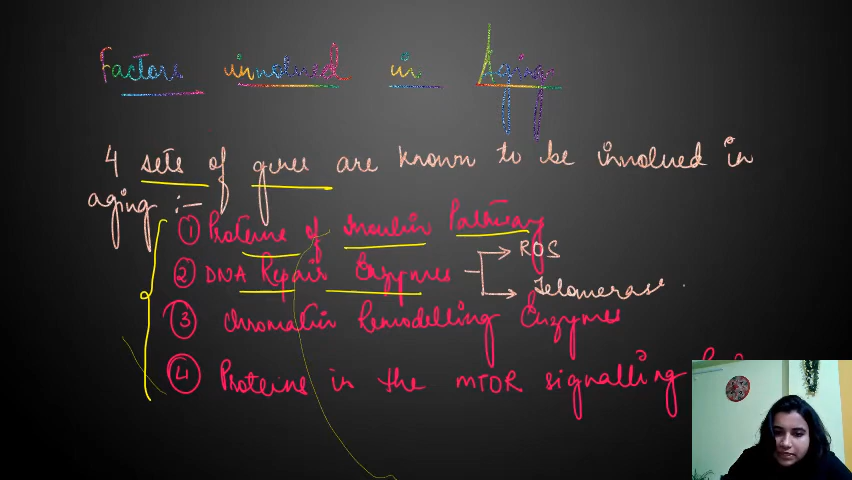 Factors involved in Aging
4 sets of genes are known to be involved in
aging :-
① Proteins of Insulin Pathway
② DNA Repair Enzymes → ROS
→ Telomerase
③ Chromatin Remodelling Enzymes
④ Proteins in the MTOR signalling